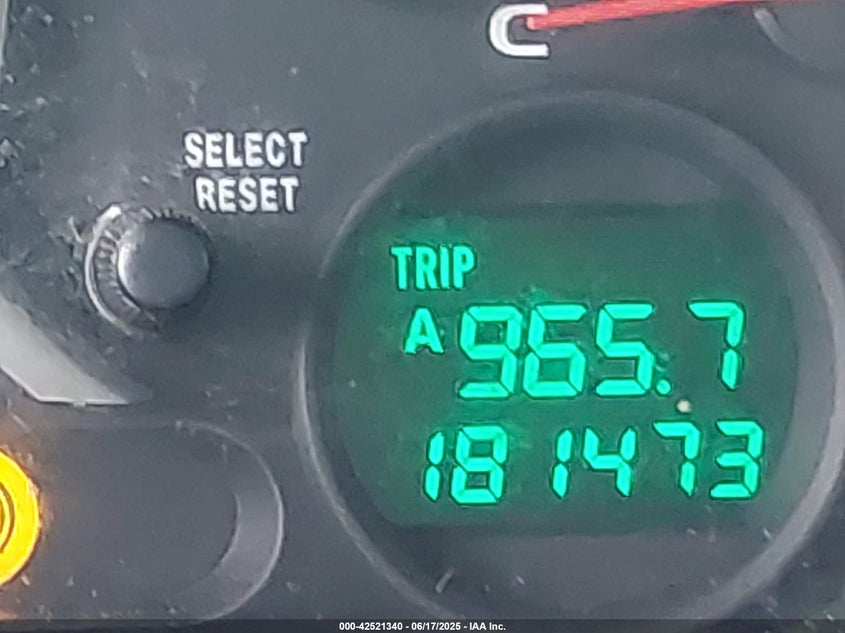 C
SELECT
RESET
TRIP
A 965.7
181473
000-42521340 - 06/17/2025 - IAA Inc.